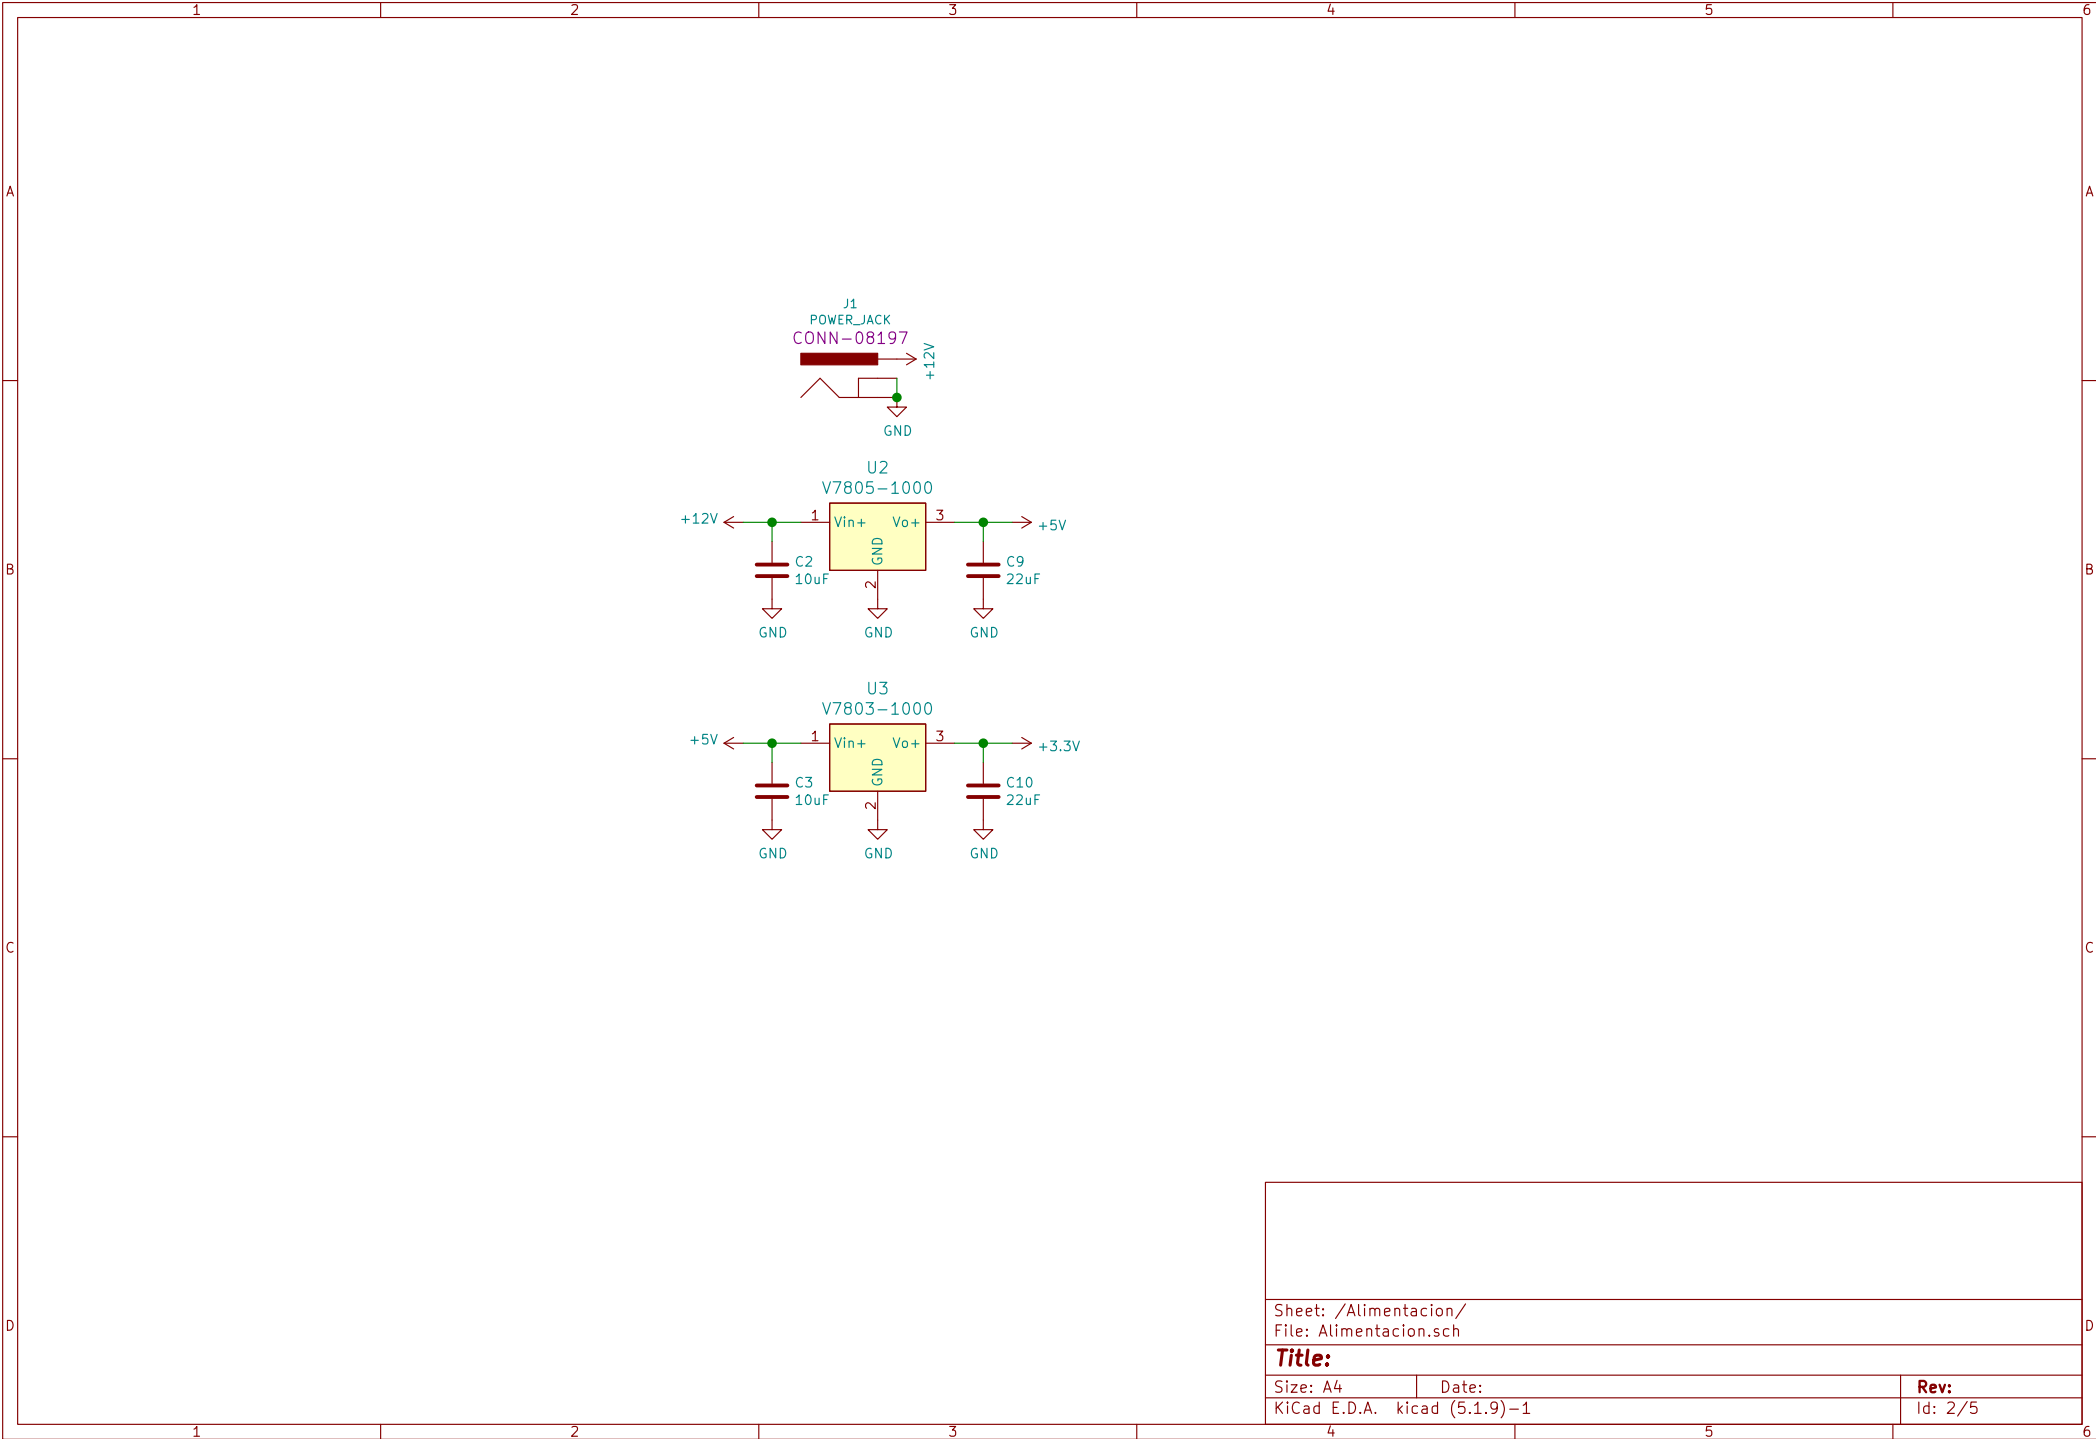 1 2 3 4 5 6
A A
J1
POWER_JACK
CONN-08197
+12V
GND
U2
V7805-1000
+12V 1 Vin+ Vo+ 3 +5V
GND
2
C2
10uF
C9
22uF
GND GND GND
B B
U3
V7803-1000
+5V 1 Vin+ Vo+ 3 +3.3V
GND
2
C3
10uF
C10
22uF
GND GND GND
C C
Sheet: /Alimentacion/
File: Alimentacion.sch
D D
Title:
Size: A4 Date: Rev:
KiCad E.D.A. kicad (5.1.9)-1 Id: 2/5
1 2 3 4 5 6